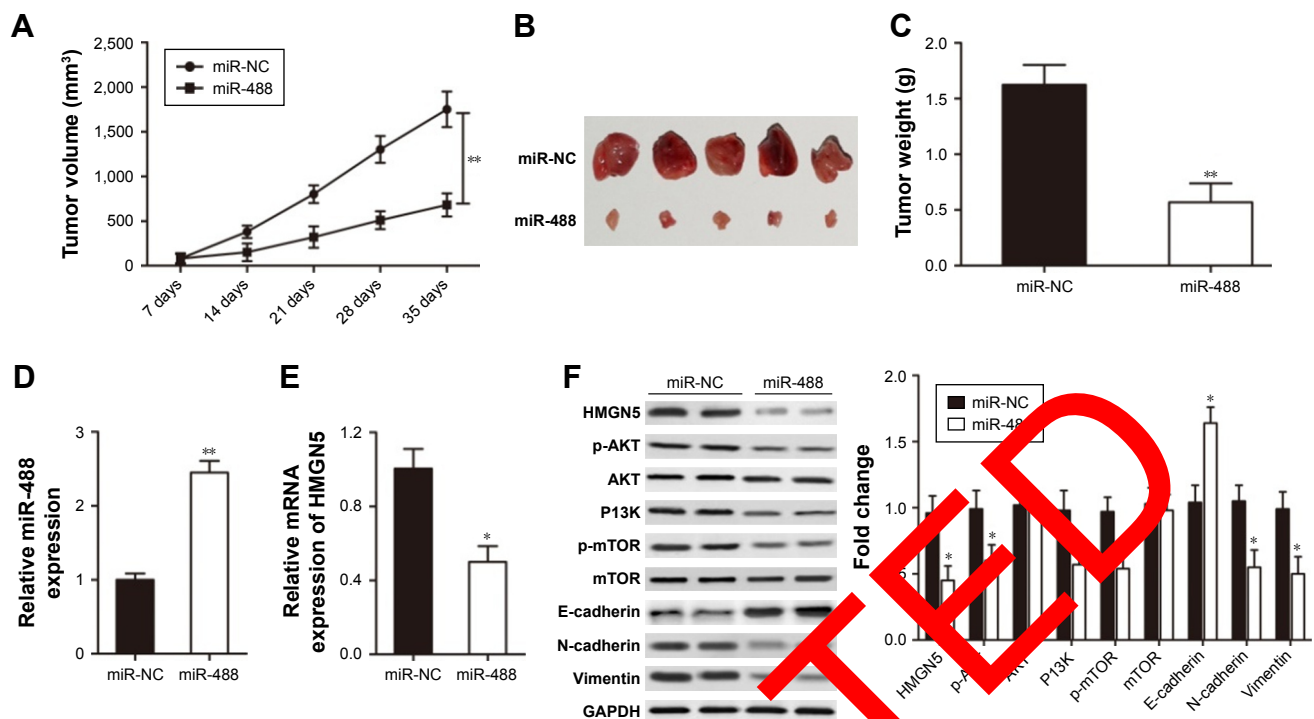 A
Tumor volume (mm³)
2,500
2,000
1,500
1,000
500
0
miR-NC
miR-488
**
7 days
14 days
21 days
28 days
35 days
B
miR-NC
miR-488
C
Tumor weight (g)
2.0
1.5
1.0
0.5
0.0
**
miR-NC
miR-488
D
Relative miR-488
expression
3
2
1
0
**
miR-NC
miR-488
E
Relative mRNA
expression of HMGN5
1.2
0.8
0.4
0.0
*
miR-NC
miR-488
F
miR-NC
miR-488
HMGN5
p-AKT
AKT
P13K
p-mTOR
mTOR
E-cadherin
N-cadherin
Vimentin
GAPDH
Fold change
2.0
1.5
1.0
0.0
miR-NC
*
*
*
*
*
HMGN5
P13K
p-mTOR
mTOR
E-cadherin
N-cadherin
Vimentin
TED